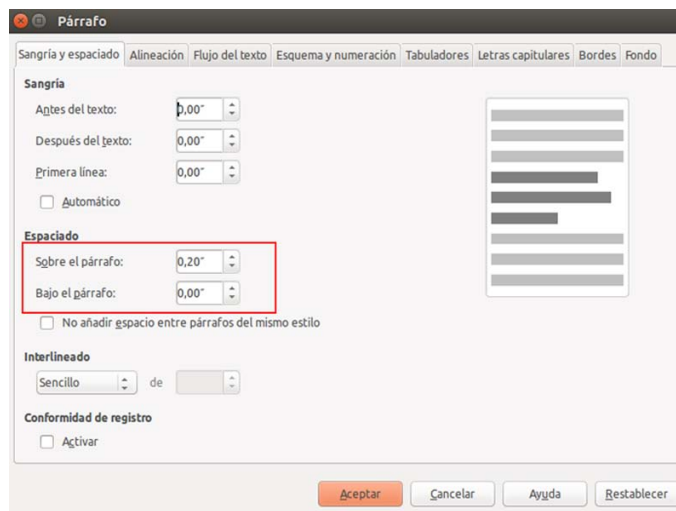 Párrafo
Sangría y espaciado Alineación Flujo del texto Esquema y numeración Tabuladores Letras capitulares Bordes Fondo
Sangría
Antes del texto: 0,00"
Después del texto: 0,00"
Primera línea: 0,00"
Automático
Espaciado
Sobre el párrafo: 0,20"
Bajo el párrafo: 0,00"
No añadir espacio entre párrafos del mismo estilo
Interlineado
Sencillo de
Conformidad de registro
Activar
Aceptar Cancelar Ayuda Restablecer